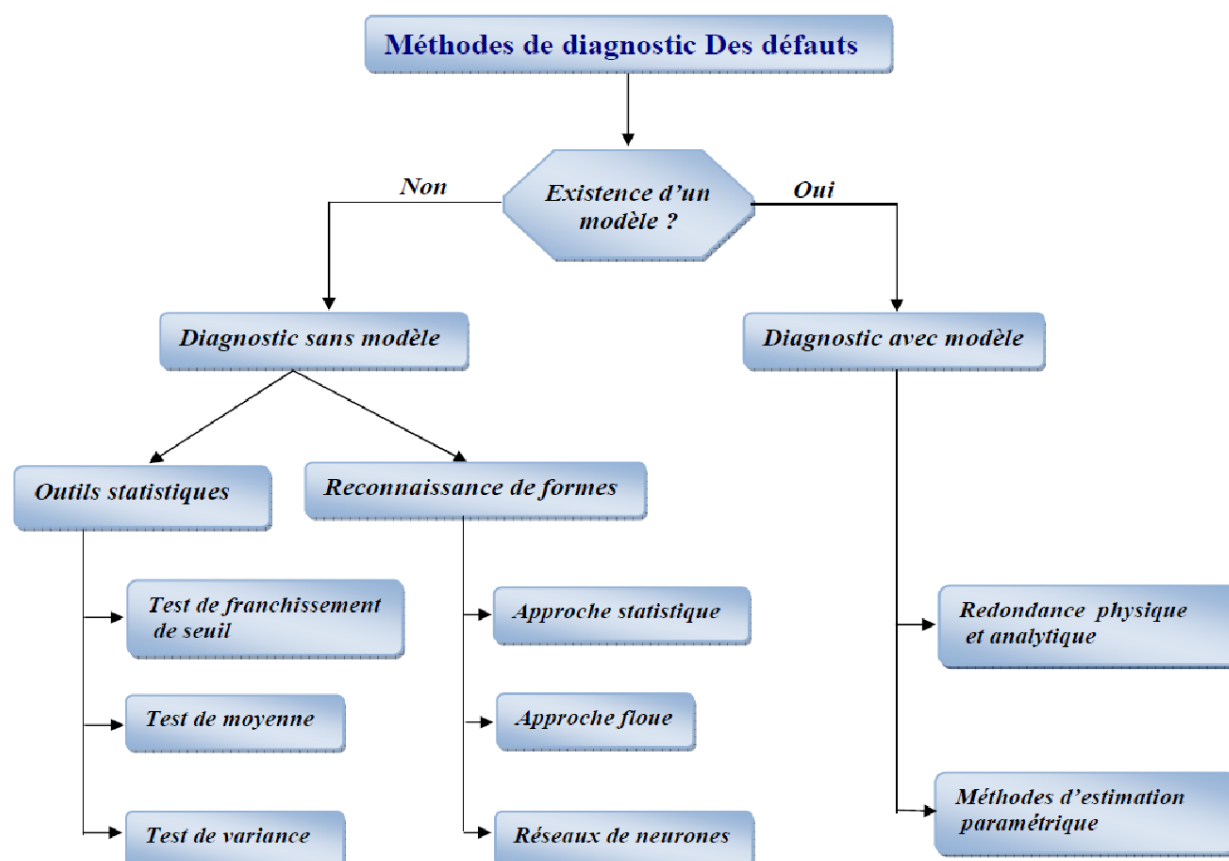 Méthodes de diagnostic Des défauts
Non
Existence d’un
modèle ?
Oui
Diagnostic sans modèle
Diagnostic avec modèle
Outils statistiques
Reconnaissance de formes
Test de franchissement
de seuil
Approche statistique
Redondance physique
et analytique
Test de moyenne
Approche floue
Méthodes d’estimation
paramétrique
Test de variance
Réseaux de neurones